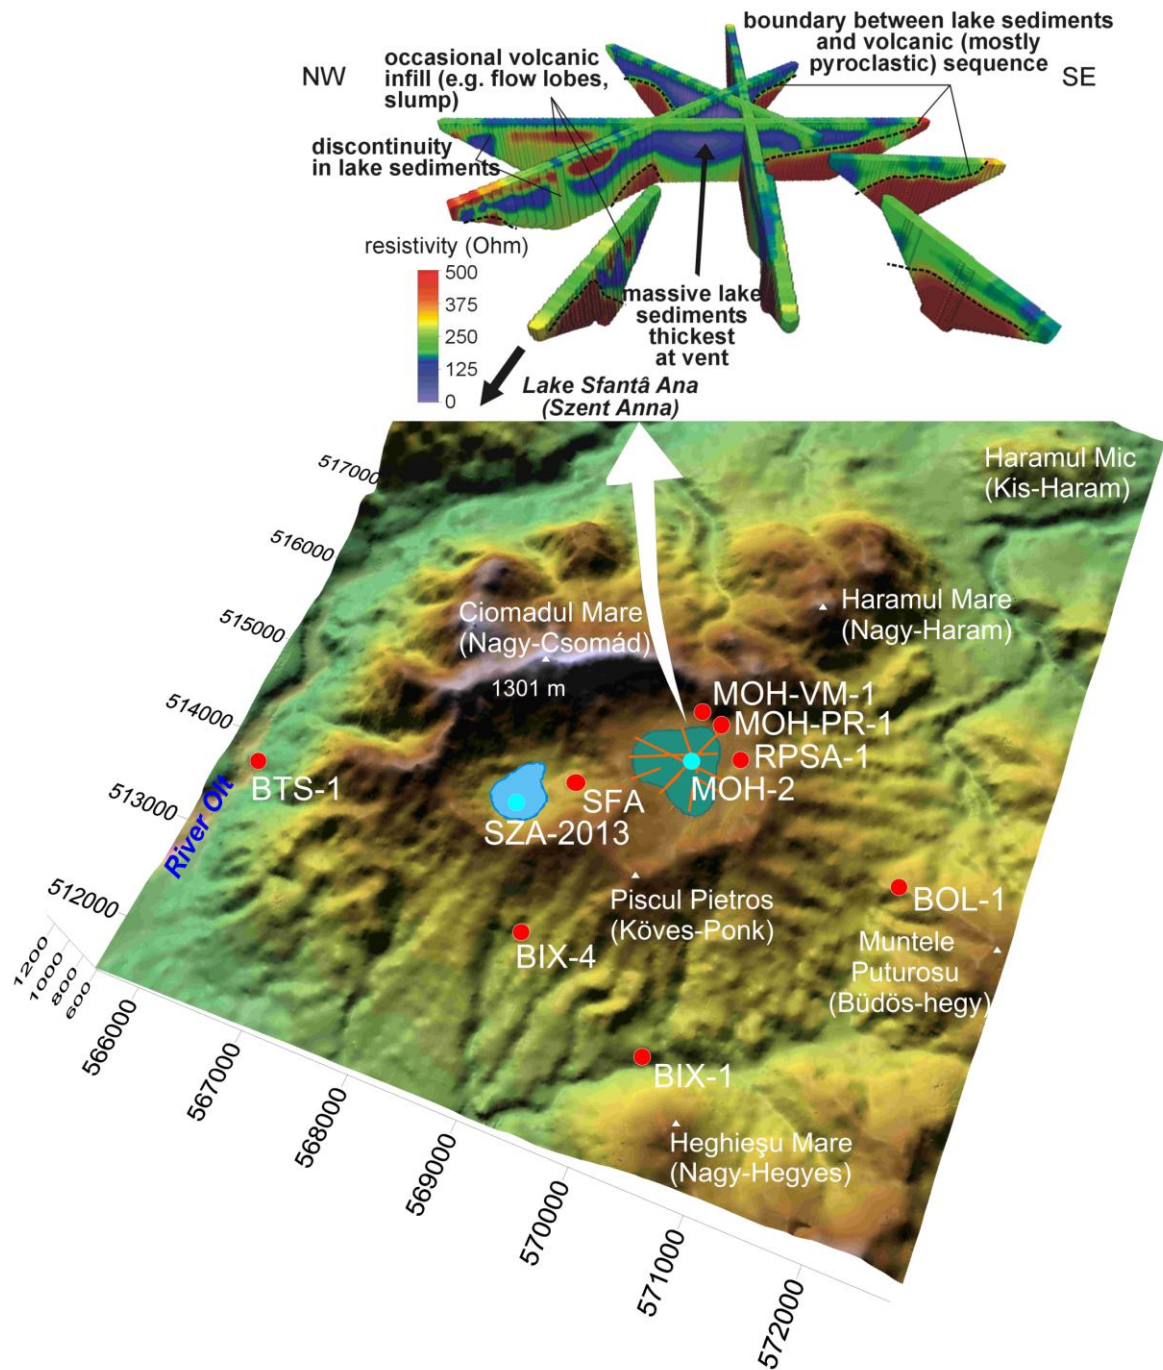 boundary between lake sediments
and volcanic (mostly
pyroclastic) sequence
occasional volcanic
infill (e.g. flow lobes,
slump)
NW
SE
discontinuity
in lake sediments
resistivity (Ohm)
500
375
250
125
0
massive lake
sediments
thickest
at vent
Lake Sfantâ Ana
(Szent Anna)
517000
516000
515000
514000
513000
512000
Haramul Mic
(Kis-Haram)
Haramul Mare
(Nagy-Haram)
Ciomadul Mare
(Nagy-Csomád)
1301 m
MOH-VM-1
MOH-PR-1
RPSA-1
MOH-2
BTS-1
SFA
SZA-2013
River Olt
Piscul Pietros
(Köves-Ponk)
BOL-1
BIX-4
Muntele
Puturosu
(Büdös-hegy)
BIX-1
Heghieşu Mare
(Nagy-Hegyes)
1200
1000
800
600
566000
567000
568000
569000
570000
571000
572000